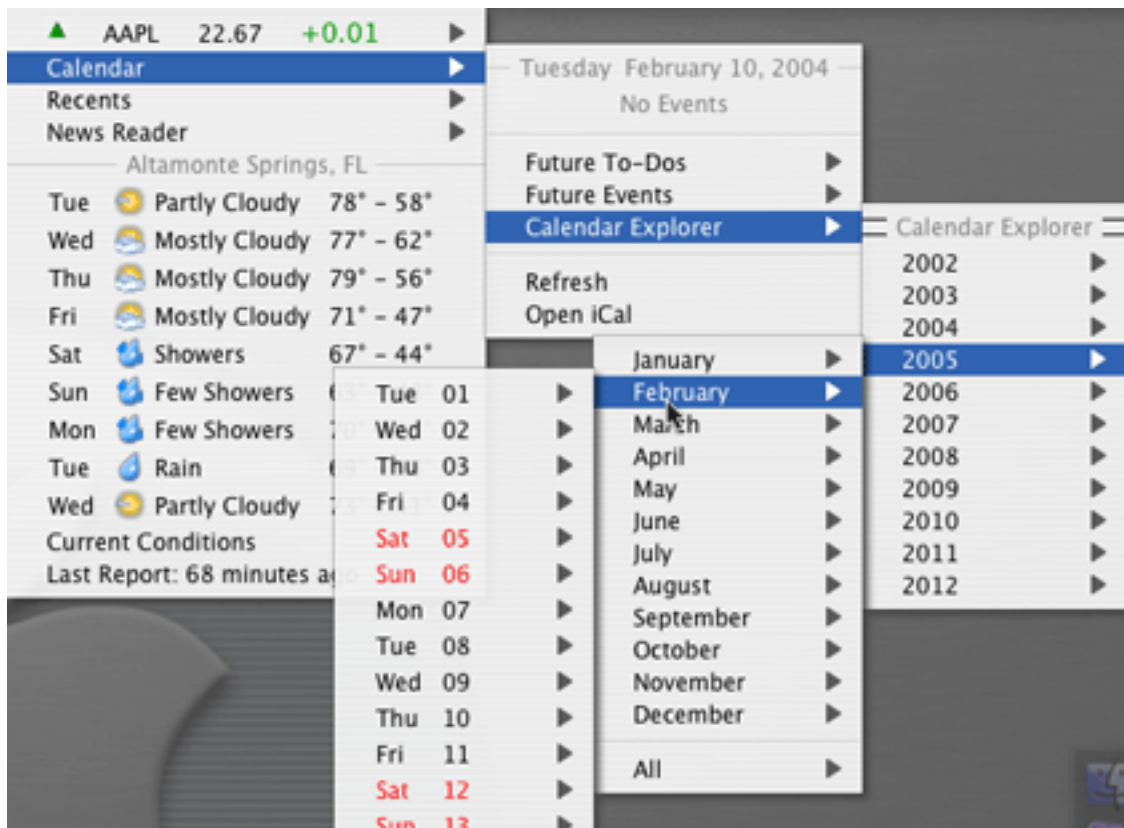 AAPL 22.67 +0.01
Calendar
Recents
News Reader
Altamonte Springs, FL
Tue Partly Cloudy 78° – 58°
Wed Mostly Cloudy 77° – 62°
Thu Mostly Cloudy 79° – 56°
Fri Mostly Cloudy 71° – 47°
Sat Showers 67° – 44°
Sun Few Showers
Mon Few Showers
Tue Rain
Wed Partly Cloudy
Current Conditions
Last Report: 68 minutes ago
Tuesday February 10, 2004
No Events
Future To-Dos
Future Events
Calendar Explorer
Refresh
Open iCal
Calendar Explorer
2002
2003
2004
2005
2006
2007
2008
2009
2010
2011
2012
January
February
March
April
May
June
July
August
September
October
November
December
All
Tue 01
Wed 02
Thu 03
Fri 04
Sat 05
Sun 06
Mon 07
Tue 08
Wed 09
Thu 10
Fri 11
Sat 12
Sun 13